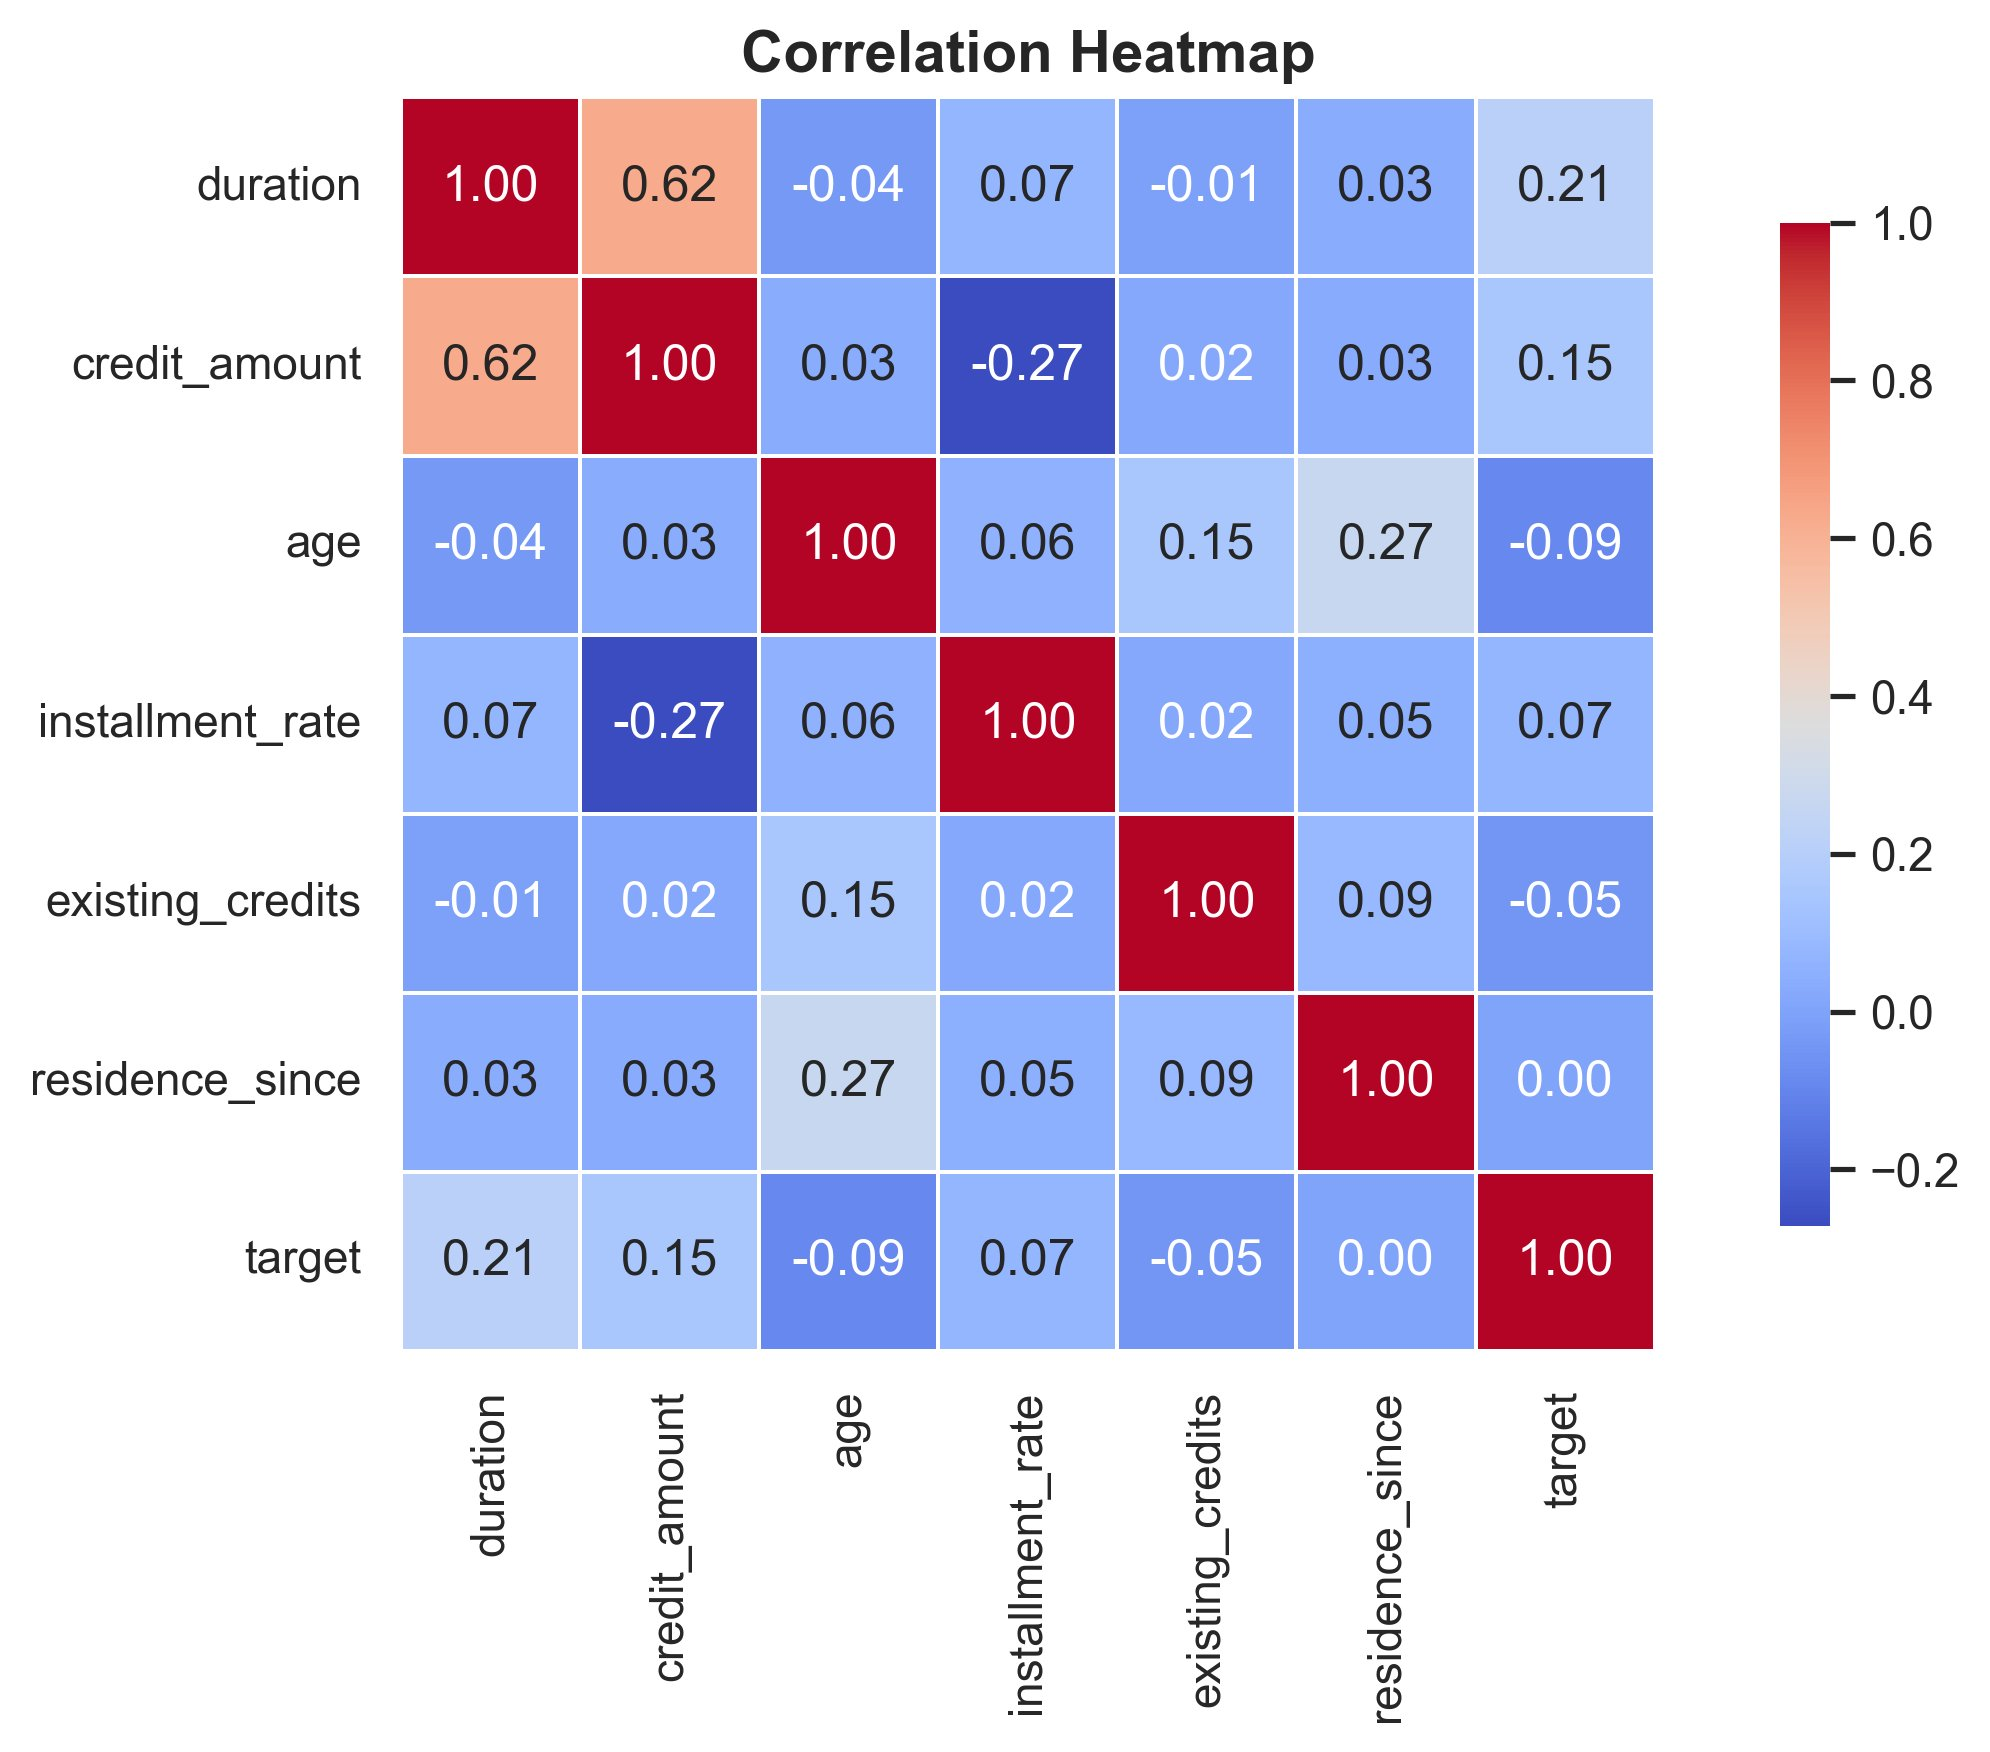 Correlation Heatmap
duration 1.00 0.62 -0.04 0.07 -0.01 0.03 0.21
credit_amount 0.62 1.00 0.03 -0.27 0.02 0.03 0.15
age -0.04 0.03 1.00 0.06 0.15 0.27 -0.09
installment_rate 0.07 -0.27 0.06 1.00 0.02 0.05 0.07
existing_credits -0.01 0.02 0.15 0.02 1.00 0.09 -0.05
residence_since 0.03 0.03 0.27 0.05 0.09 1.00 0.00
target 0.21 0.15 -0.09 0.07 -0.05 0.00 1.00
duration
credit_amount
age
installment_rate
existing_credits
residence_since
target
1.0
0.8
0.6
0.4
0.2
0.0
−0.2